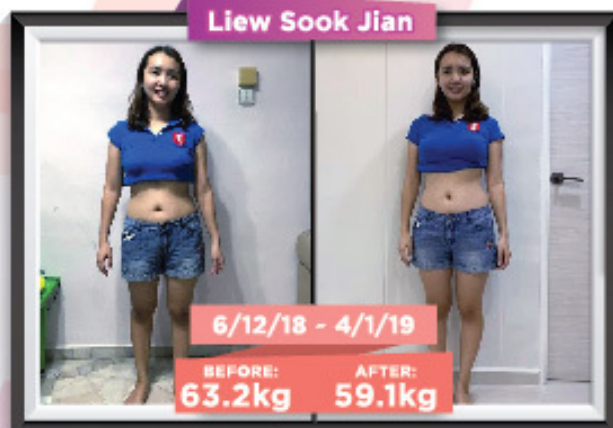 Liew Sook Jian
6/12/18 - 4/1/19
BEFORE: AFTER:
63.2kg 59.1kg